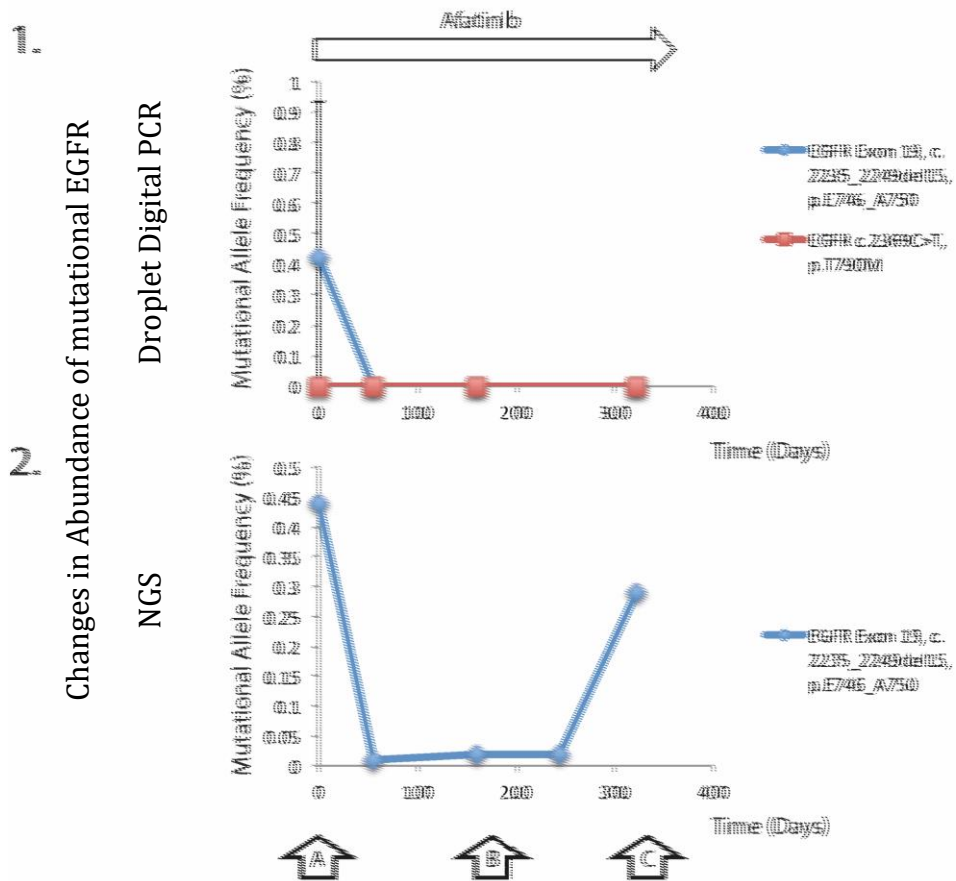 1.
Afatinib
Changes in Abundance of mutational EGFR
Droplet Digital PCR
Mutational Allele Frequency (%)
1
0.9
0.8
0.7
0.6
0.5
0.4
0.3
0.2
0.1
0
0 100 200 300 400
Time (Days)
EGFR Exon 19, c.
2235_2249del15,
p.E746_A750
EGFR c.2369C>T,
p.T790M
2.
NGS
Mutational Allele Frequency (%)
0.5
0.45
0.4
0.35
0.3
0.25
0.2
0.15
0.1
0.05
0
0 100 200 300 400
Time (Days)
EGFR Exon 19, c.
2235_2249del15,
p.E746_A750
A B C